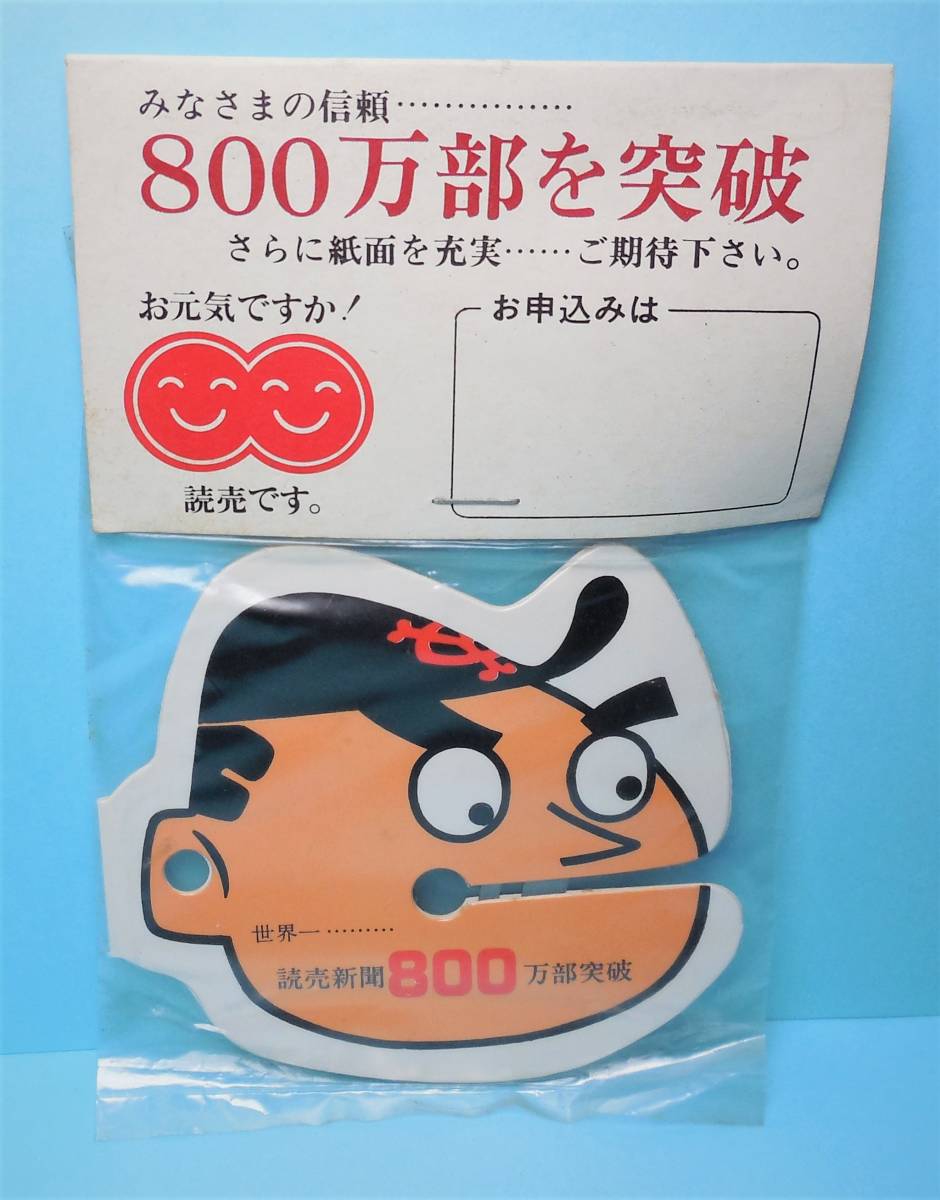 みなさまの信頼……………
800万部を突破
さらに紙面を充実……ご期待下さい。
お元気ですか!
お申込みは
読売です。
世界一………
読売新聞800万部突破